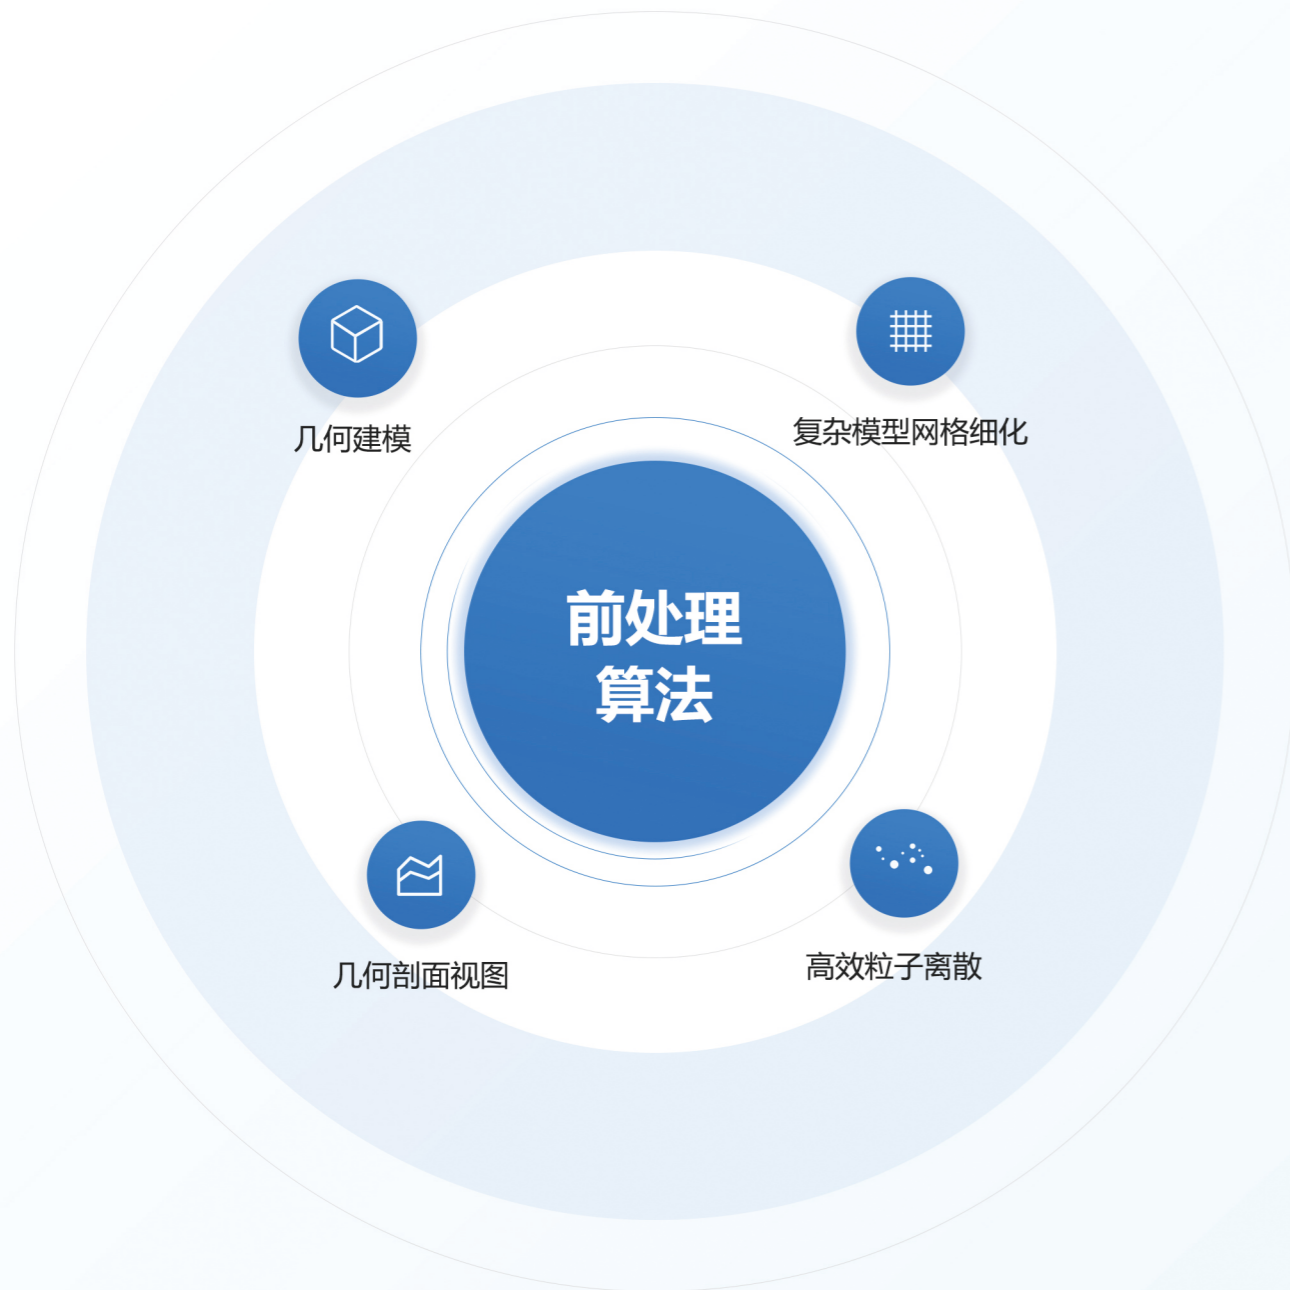 几何建模
复杂模型网格细化
前处理
算法
几何剖面视图
高效粒子离散